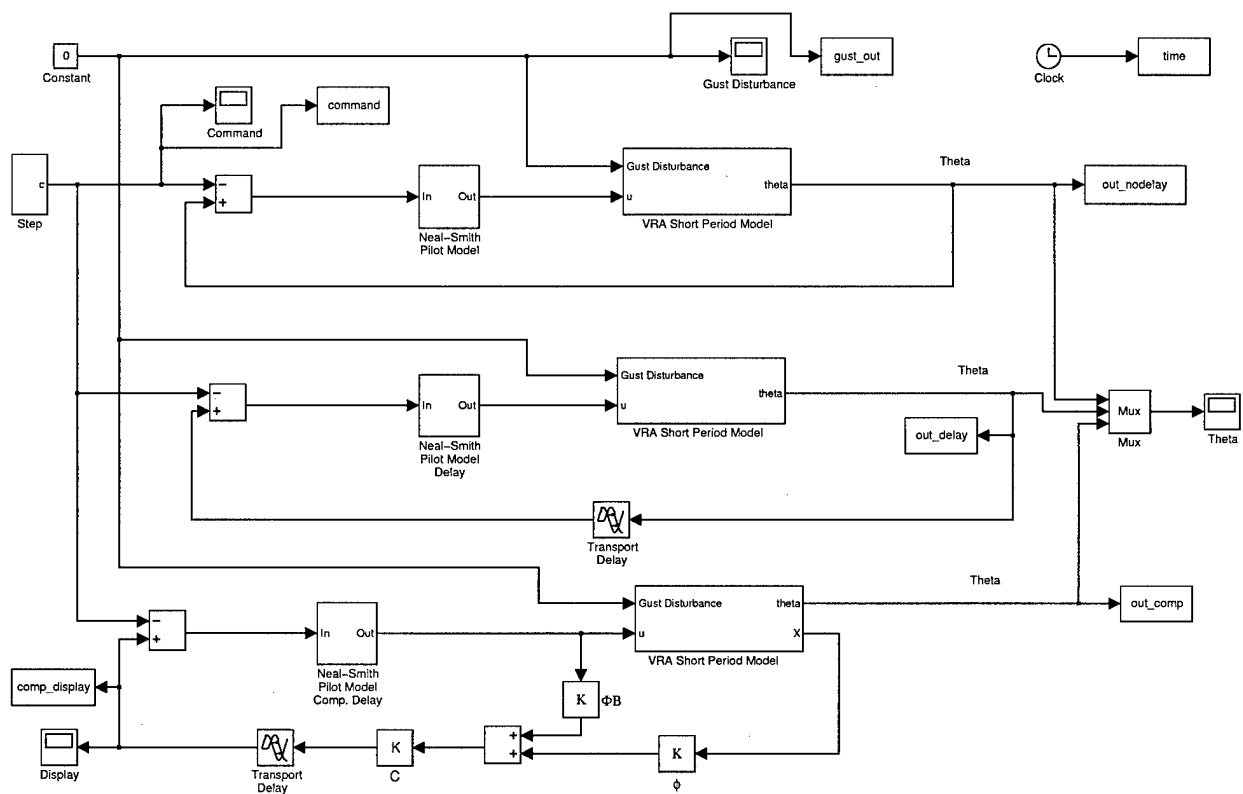 0
Constant
Gust Disturbance
gust_out
Clock
time
Command
command
c
Step
−
+
In Out
Neal−Smith
Pilot Model
Gust Disturbance
u
theta
VRA Short Period Model
Theta
out_nodelay
−
+
In Out
Neal−Smith
Pilot Model
Delay
Gust Disturbance
u
theta
VRA Short Period Model
Theta
out_delay
Mux
Mux
Theta
Transport
Delay
−
+
In Out
Neal−Smith
Pilot Model
Comp. Delay
Gust Disturbance
u
theta
X
VRA Short Period Model
Theta
out_comp
comp_display
K
ΦB
Display
Transport
Delay
K
C
+
+
K
ϕ